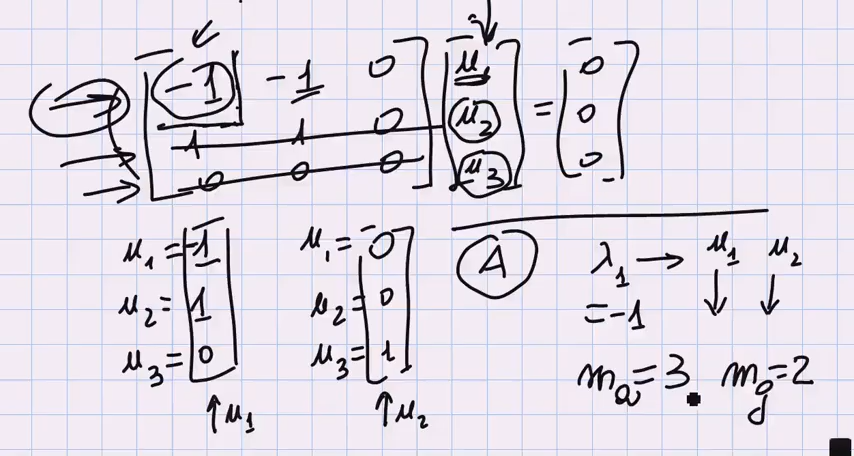 -1 -1 0 u1 0
1 1 0 u2 = 0
0 0 0 u3 0
u1 = -1 u1 = 0 A λ1 → u1 u2
u2 = 1 u2 = 0 = -1
u3 = 0 u3 = 1 ma = 3 mg = 2
↑u1 ↑u2